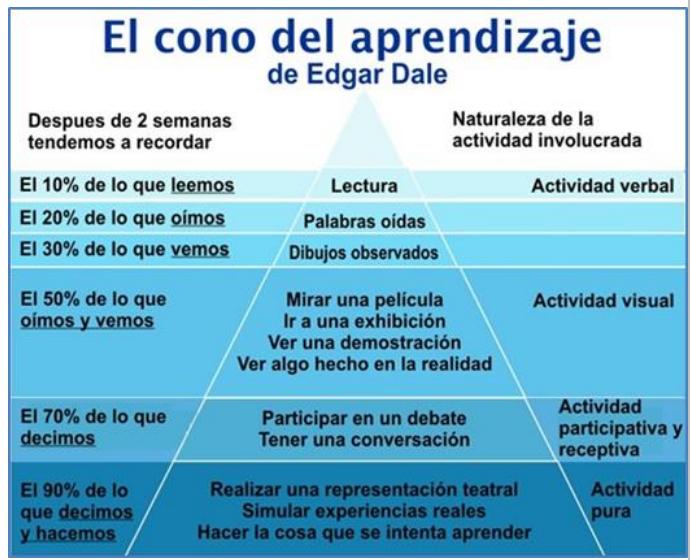 El cono del aprendizaje
de Edgar Dale
Despues de 2 semanas
tendemos a recordar
Naturaleza de la
actividad involucrada
El 10% de lo que leemos
Lectura
Actividad verbal
El 20% de lo que oímos
Palabras oídas
El 30% de lo que vemos
Dibujos observados
El 50% de lo que
oímos y vemos
Mirar una película
Ir a una exhibición
Ver una demostración
Ver algo hecho en la realidad
Actividad visual
El 70% de lo que
decimos
Participar en un debate
Tener una conversación
Actividad
participativa y
receptiva
El 90% de lo
que decimos
y hacemos
Realizar una representación teatral
Simular experiencias reales
Hacer la cosa que se intenta aprender
Actividad
pura